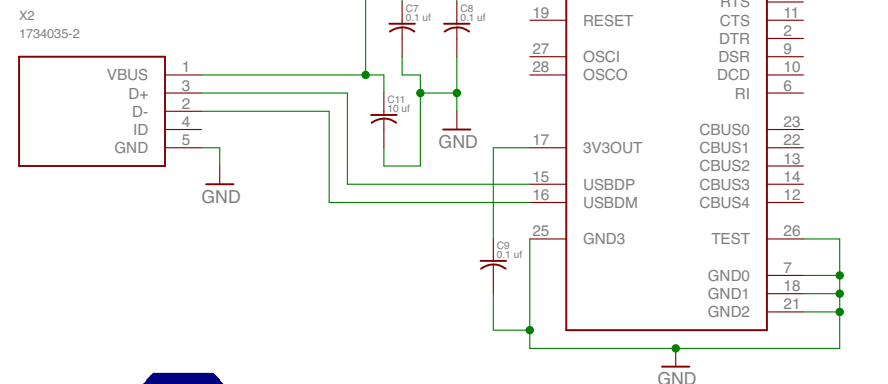 X2
1734035-2
VBUS 1
D+ 3
D- 2
ID 4
GND 5
GND
C7
0.1 uf
C8
0.1 uf
C11
10 uf
GND
C9
0.1 uf
19 RESET
27 OSCI
28 OSCO
17 3V3OUT
15 USBDP
16 USBDM
25 GND3
RTS
CTS 11
DTR 2
DSR 9
DCD 10
RI 6
CBUS0 23
CBUS1 22
CBUS2 13
CBUS3 14
CBUS4 12
TEST 26
GND0 7
GND1 18
GND2 21
GND